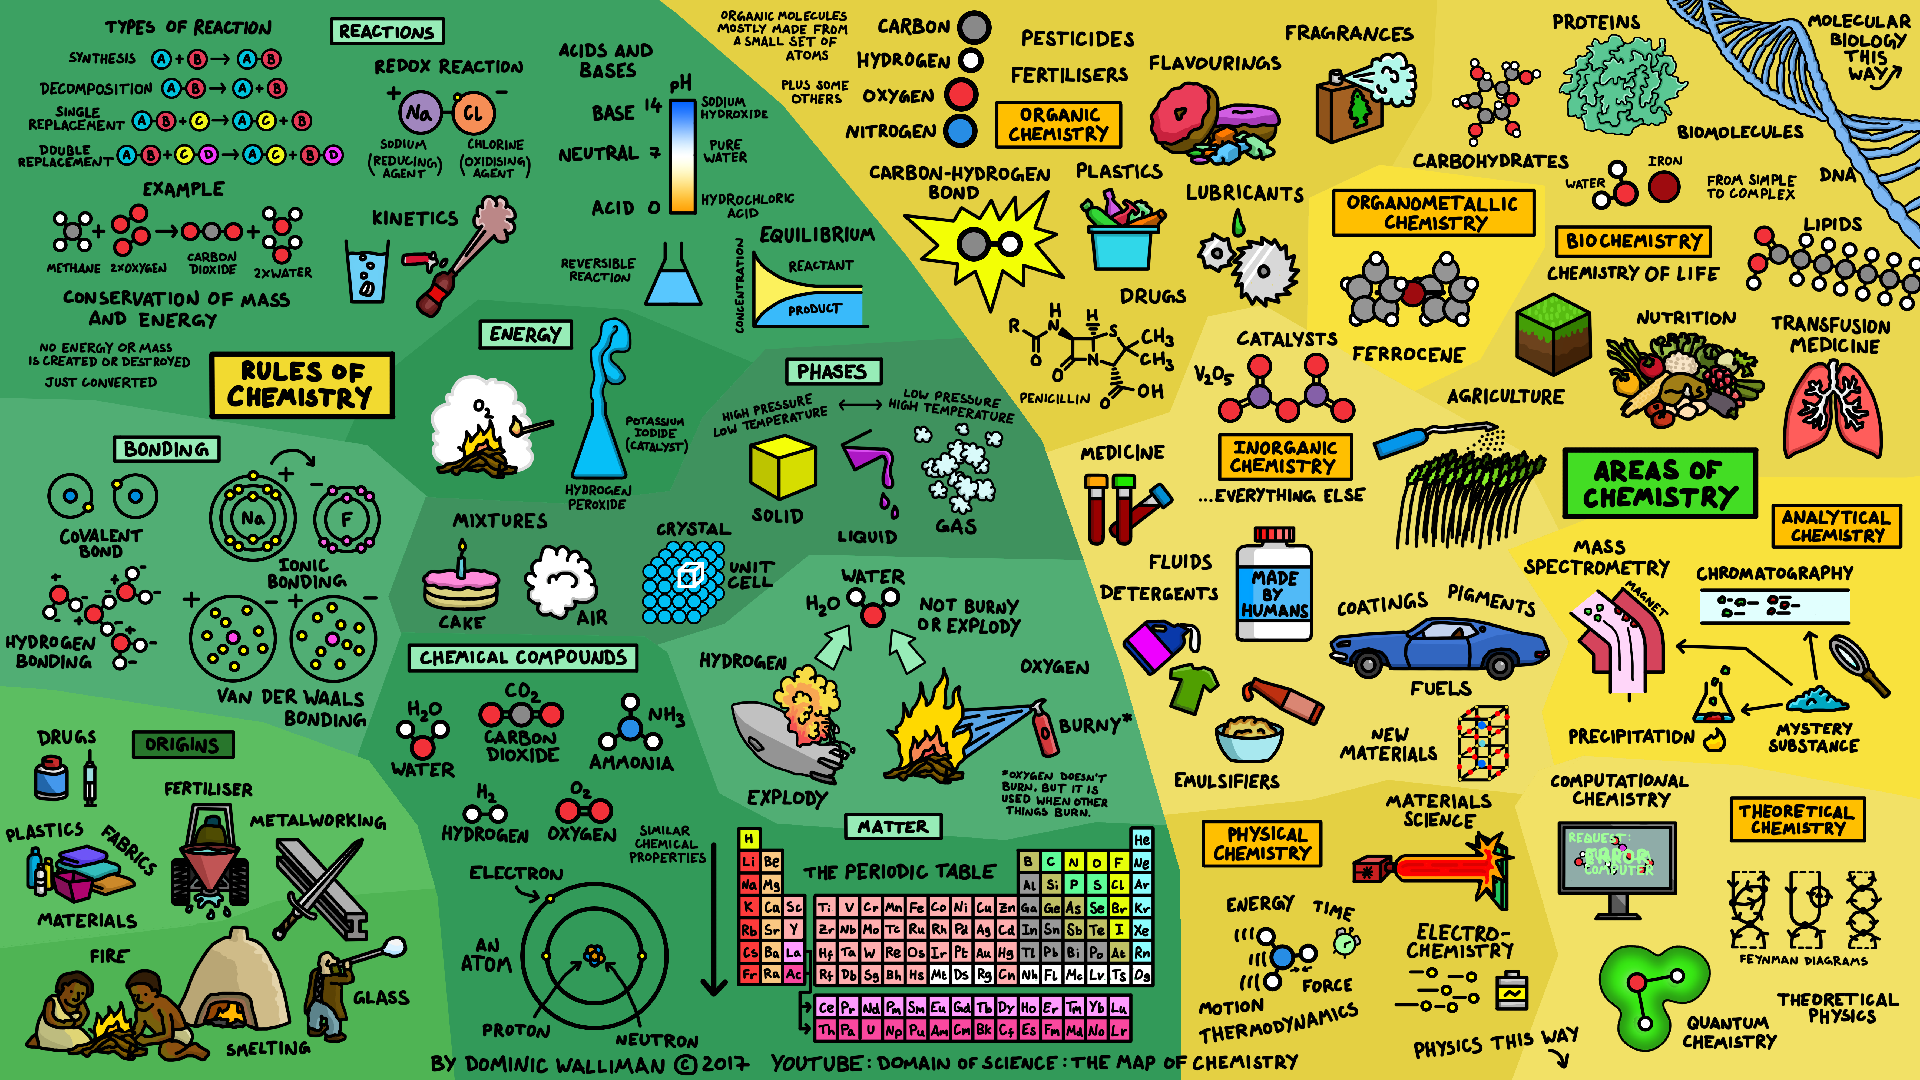 TYPES OF REACTION
SYNTHESIS A + B → A B
DECOMPOSITION A B → A + B
SINGLE
REPLACEMENT A B + C → A C + B
DOUBLE
REPLACEMENT A B + C D → A C + B D
EXAMPLE
METHANE 2XOXYGEN
CARBON
DIOXIDE
2XWATER
CONSERVATION OF MASS
AND ENERGY
NO ENERGY OR MASS
IS CREATED OR DESTROYED
JUST CONVERTED
REACTIONS
REDOX REACTION
+ −
Na Cl
SODIUM
(REDUCING
AGENT)
CHLORINE
(OXIDISING
AGENT)
KINETICS
ACIDS AND
BASES
pH
BASE 14
SODIUM
HYDROXIDE
NEUTRAL 7
PURE
WATER
ACID 0
HYDROCHLORIC
ACID
REVERSIBLE
REACTION
EQUILIBRIUM
CONCENTRATION
REACTANT
PRODUCT
RULES OF
CHEMISTRY
ENERGY
O2
POTASSIUM
IODIDE
(CATALYST)
HYDROGEN
PEROXIDE
PHASES
HIGH PRESSURE
LOW TEMPERATURE
LOW PRESSURE
HIGH TEMPERATURE
SOLID
LIQUID
GAS
MIXTURES
CAKE
AIR
CRYSTAL
UNIT
CELL
BONDING
COVALENT
BOND
Na
F
IONIC
BONDING
HYDROGEN
BONDING
VAN DER WAALS
BONDING
ORIGINS
DRUGS
FERTILISER
METALWORKING
PLASTICS
FABRICS
MATERIALS
FIRE
SMELTING
GLASS
CHEMICAL COMPOUNDS
H2O
WATER
CO2
CARBON
DIOXIDE
NH3
AMMONIA
H2
HYDROGEN
O2
OXYGEN
WATER
H2O
NOT BURNY
OR EXPLODY
HYDROGEN
EXPLODY
OXYGEN
BURNY*
*OXYGEN DOESN'T
BURN, BUT IT IS
USED WHEN OTHER
THINGS BURN.
ELECTRON
AN
ATOM
PROTON
NEUTRON
MATTER
SIMILAR
CHEMICAL
PROPERTIES
THE PERIODIC TABLE
H He
Li Be B C N O F Ne
Na Mg Al Si P S Cl Ar
K Ca Sc Ti V Cr Mn Fe Co Ni Cu Zn Ga Ge As Se Br Kr
Rb Sr Y Zr Nb Mo Tc Ru Rh Pd Ag Cd In Sn Sb Te I Xe
Cs Ba La Hf Ta W Re Os Ir Pt Au Hg Tl Pb Bi Po At Rn
Fr Ra Ac Rf Db Sg Bh Hs Mt Ds Rg Cn Nh Fl Mc Lv Ts Og
Ce Pr Nd Pm Sm Eu Gd Tb Dy Ho Er Tm Yb Lu
Th Pa U Np Pu Am Cm Bk Cf Es Fm Md No Lr
BY DOMINIC WALLIMAN © 2017 YOUTUBE: DOMAIN OF SCIENCE: THE MAP OF CHEMISTRY
ORGANIC MOLECULES
MOSTLY MADE FROM
A SMALL SET OF
ATOMS
PLUS SOME
OTHERS
CARBON
HYDROGEN
OXYGEN
NITROGEN
PESTICIDES
FERTILISERS
ORGANIC
CHEMISTRY
FLAVOURINGS
FRAGRANCES
CARBON-HYDROGEN
BOND
PLASTICS
LUBRICANTS
DRUGS
R
H
N
H
S
CH3
CH3
O
O
N
O
OH
PENICILLIN
ORGANOMETALLIC
CHEMISTRY
FERROCENE
CATALYSTS
V2O5
INORGANIC
CHEMISTRY
...EVERYTHING ELSE
MEDICINE
FLUIDS
DETERGENTS
MADE
BY
HUMANS
COATINGS
PIGMENTS
FUELS
EMULSIFIERS
NEW
MATERIALS
PROTEINS
MOLECULAR
BIOLOGY
THIS
WAY
BIOMOLECULES
CARBOHYDRATES
WATER
IRON
FROM SIMPLE
TO COMPLEX
DNA
LIPIDS
BIOCHEMISTRY
CHEMISTRY OF LIFE
AGRICULTURE
NUTRITION
TRANSFUSION
MEDICINE
AREAS OF
CHEMISTRY
ANALYTICAL
CHEMISTRY
MASS
SPECTROMETRY
MAGNET
CHROMATOGRAPHY
PRECIPITATION
MYSTERY
SUBSTANCE
MATERIALS
SCIENCE
PHYSICAL
CHEMISTRY
ENERGY
TIME
FORCE
MOTION
THERMODYNAMICS
ELECTRO-
CHEMISTRY
PHYSICS THIS WAY
COMPUTATIONAL
CHEMISTRY
REQUEST:
ERROR
COMPUTER
THEORETICAL
CHEMISTRY
FEYNMAN DIAGRAMS
QUANTUM
CHEMISTRY
THEORETICAL
PHYSICS